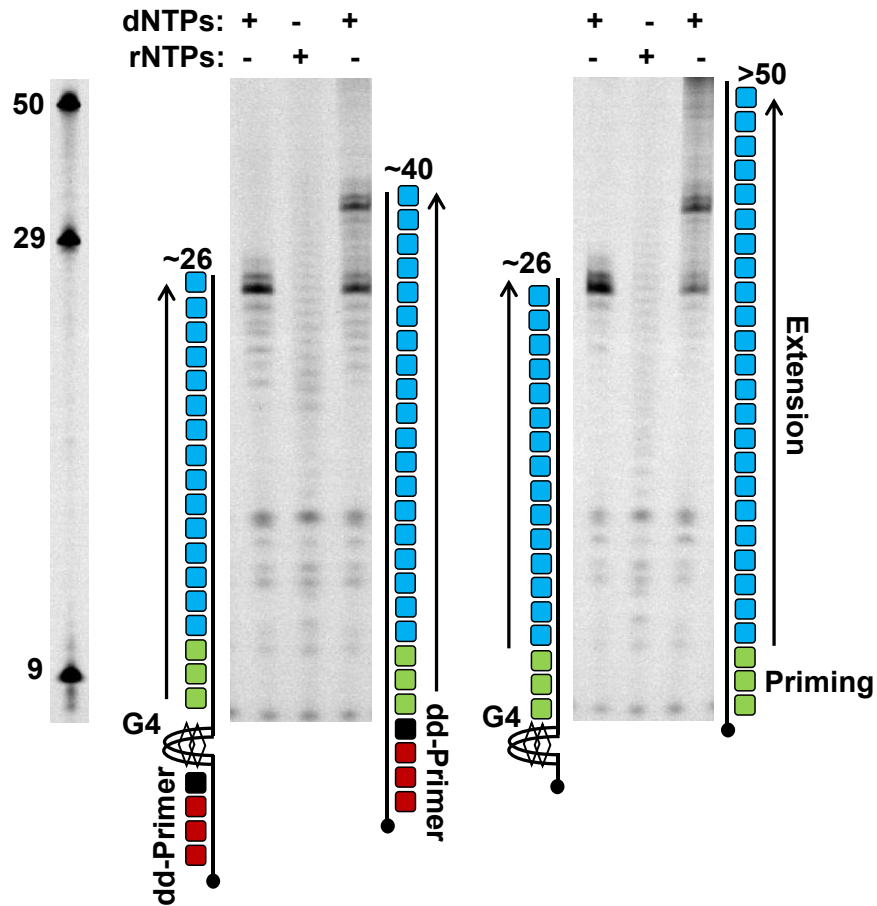 dNTPs: + - +
+ - +
rNTPs: - + -
- + -
50
29
9
~26
~40
~26
>50
G4
dd-Primer
dd-Primer
G4
Extension
Priming